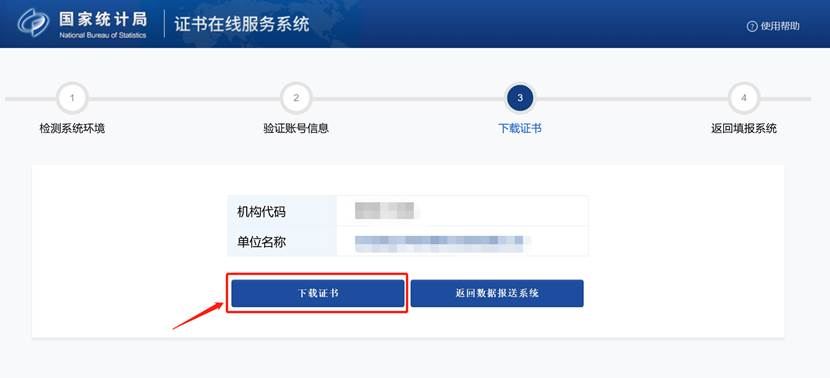 国家统计局
National Bureau of Statistics
证书在线服务系统
使用帮助
1
2
3
4
检测系统环境
验证账号信息
下载证书
返回填报系统
机构代码
单位名称
下载证书
返回数据报送系统